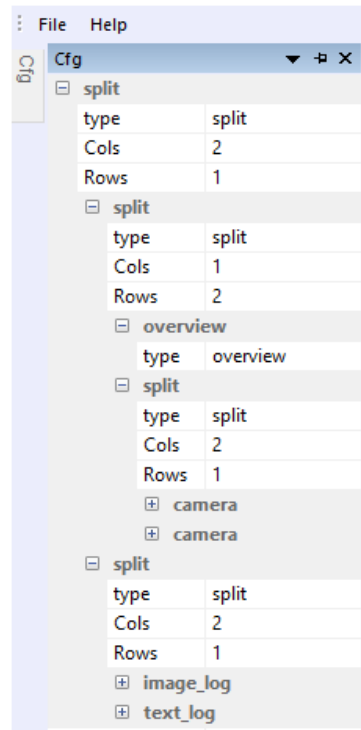 File Help
Cfg
Cfg
split
type split
Cols 2
Rows 1
split
type split
Cols 1
Rows 2
overview
type overview
split
type split
Cols 2
Rows 1
camera
camera
split
type split
Cols 2
Rows 1
image_log
text_log